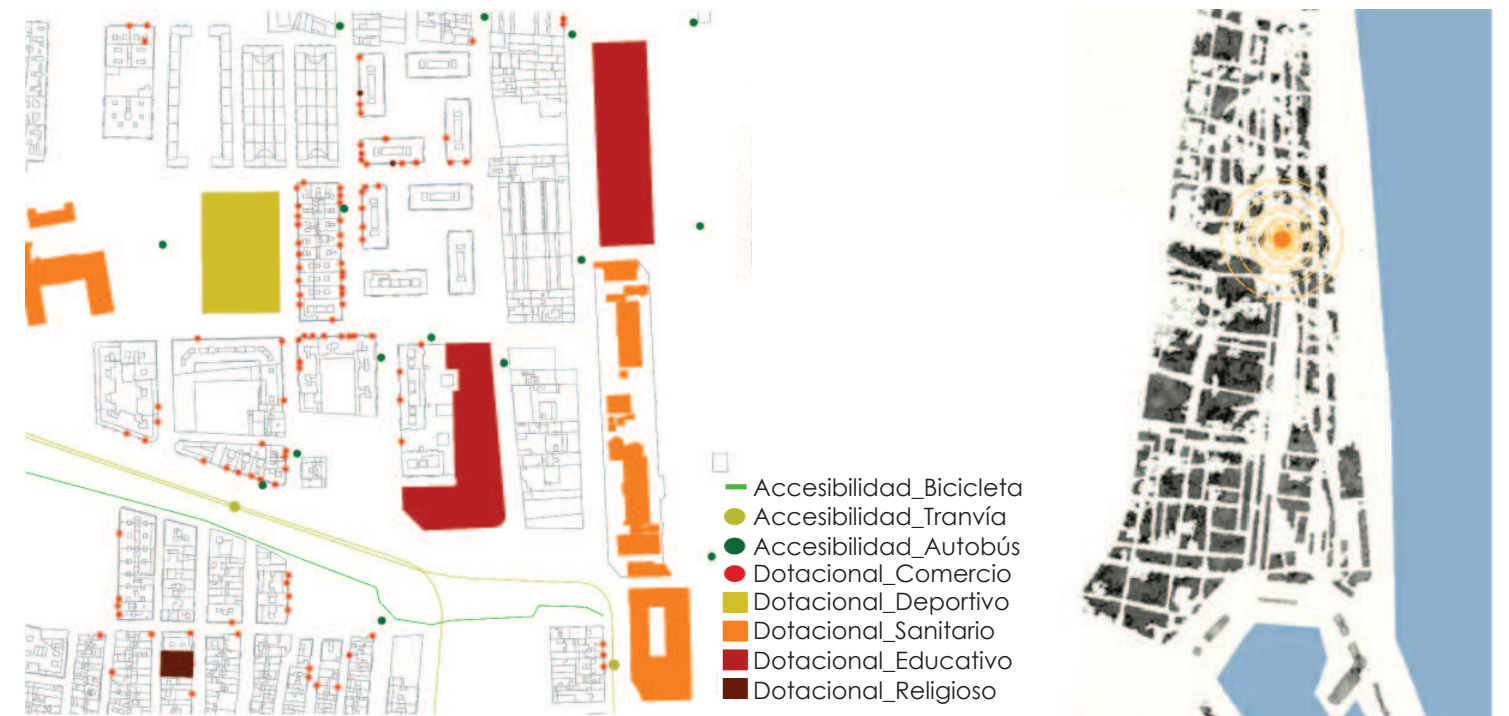 Accesibilidad_Bicicleta
Accesibilidad_Tranvía
Accesibilidad_Autobús
Dotacional_Comercio
Dotacional_Deportivo
Dotacional_Sanitario
Dotacional_Educativo
Dotacional_Religioso